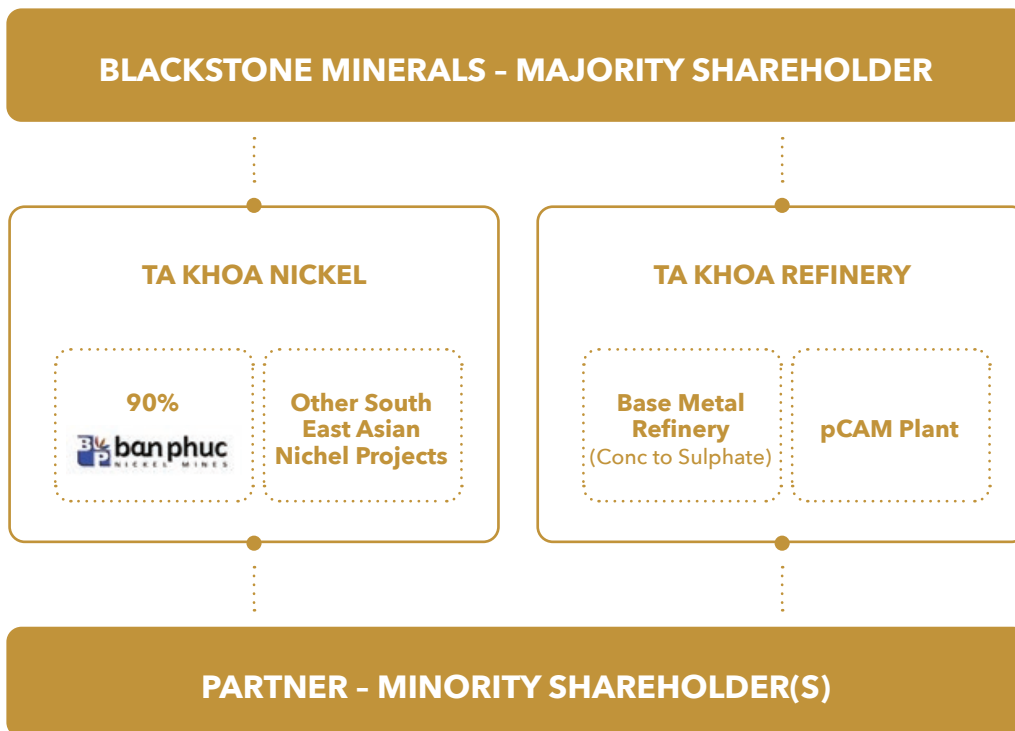 BLACKSTONE MINERALS – MAJORITY SHAREHOLDER
TA KHOA NICKEL
90%
BP ban phuc
NICKEL MINES
Other South
East Asian
Nichel Projects
TA KHOA REFINERY
Base Metal
Refinery
(Conc to Sulphate)
pCAM Plant
PARTNER – MINORITY SHAREHOLDER(S)